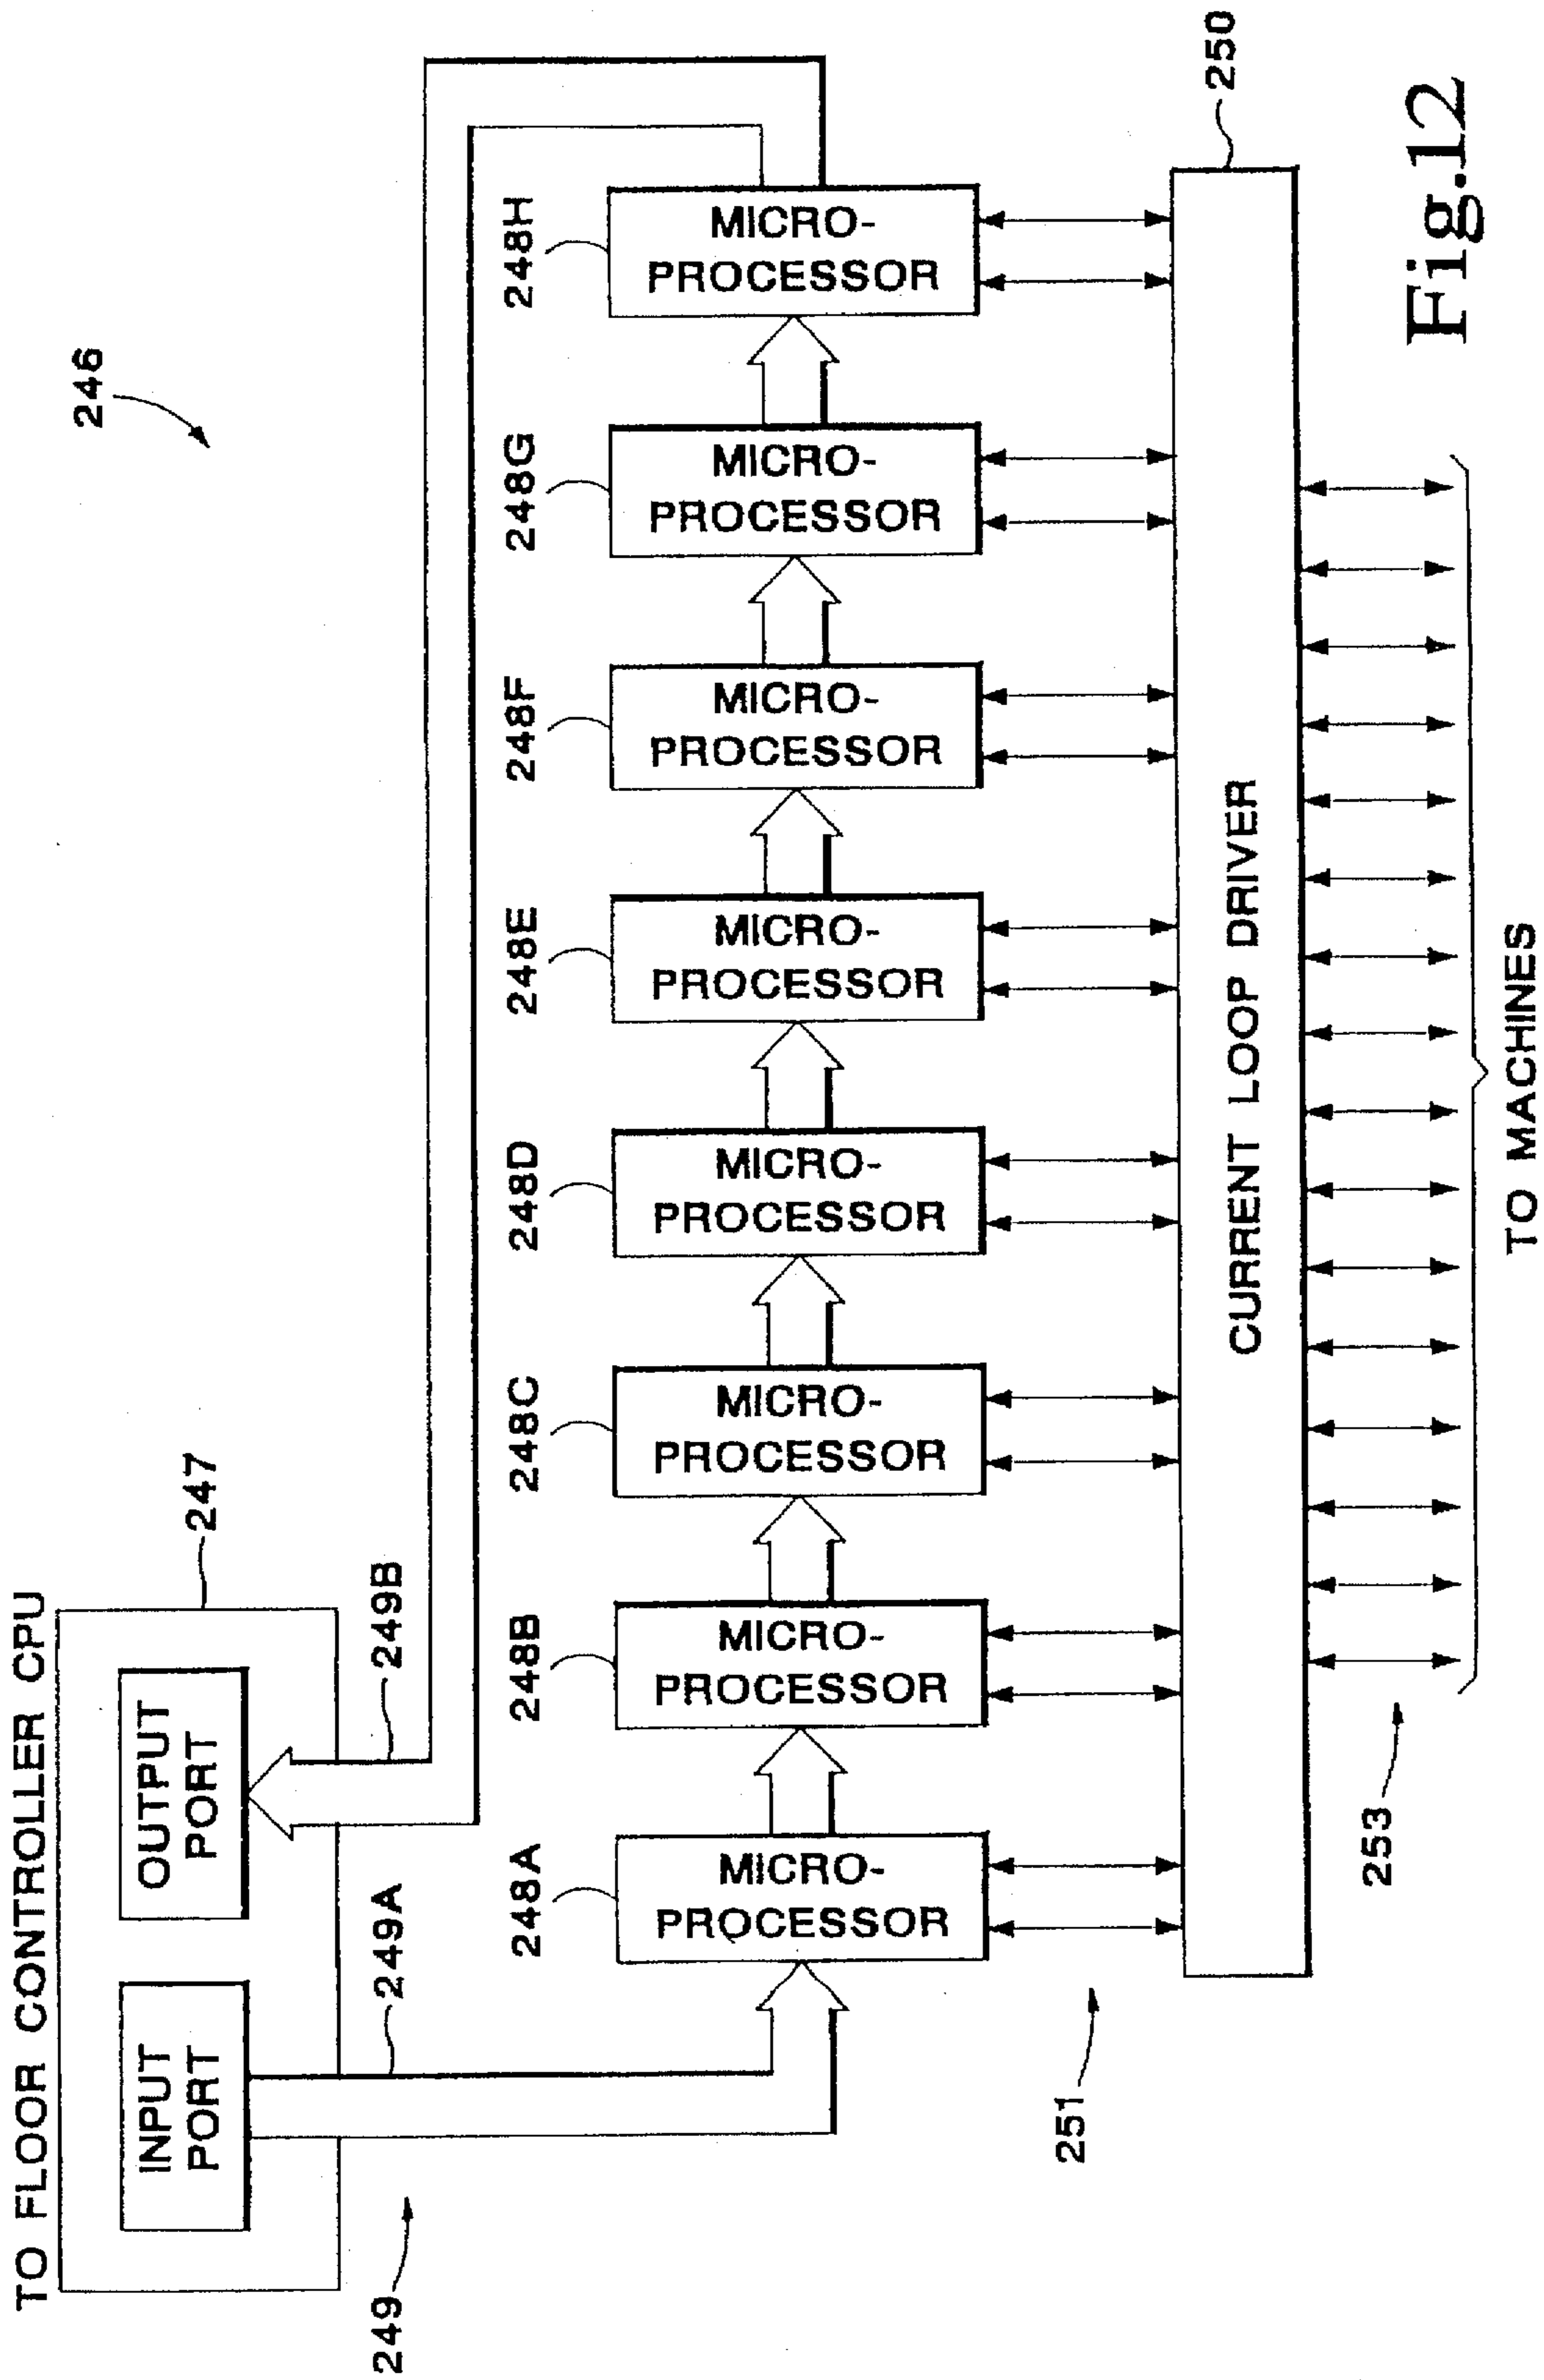 TO FLOOR CONTROLLER CPU
247
INPUT
PORT
OUTPUT
PORT
246
249
249A
249B
248A
248B
248C
248D
248E
248F
248G
248H
MICRO-
PROCESSOR
MICRO-
PROCESSOR
MICRO-
PROCESSOR
MICRO-
PROCESSOR
MICRO-
PROCESSOR
MICRO-
PROCESSOR
MICRO-
PROCESSOR
MICRO-
PROCESSOR
251
CURRENT LOOP DRIVER
250
253
TO MACHINES
Fig.12